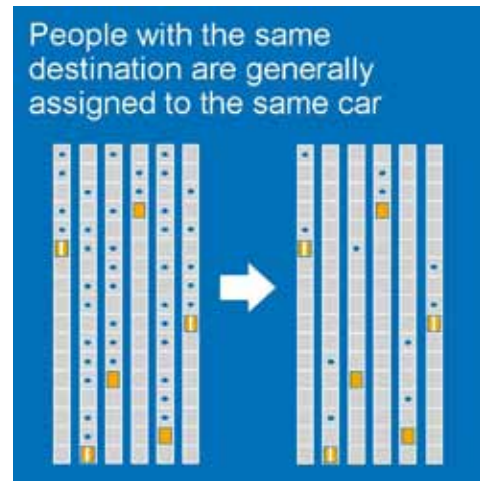 People with the same
destination are generally
assigned to the same car